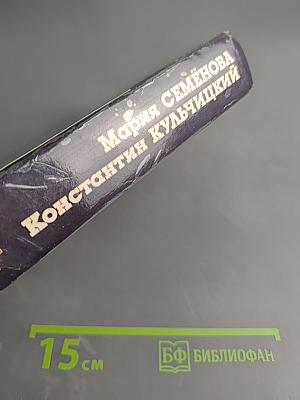 Мария СЕМЁНОВА
Константин КУЛЬЧИЦКИЙ
15 см
БФ БИБЛИОФАН